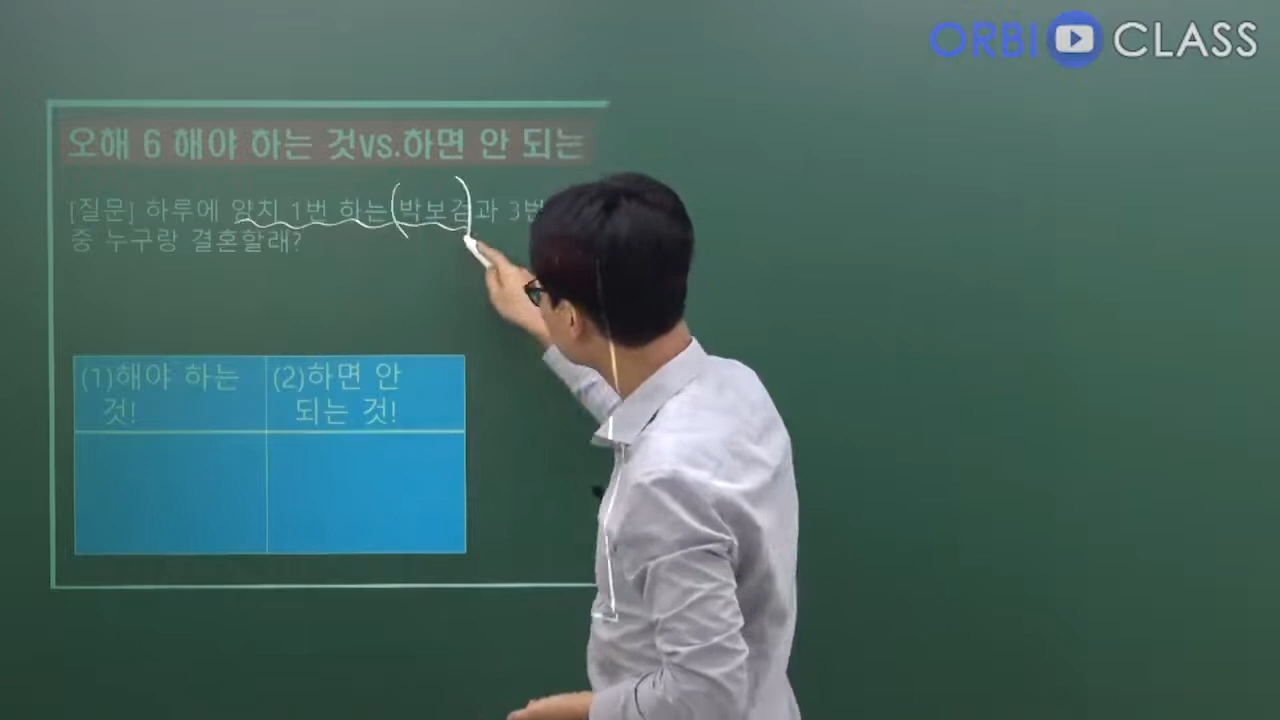 ORBI CLASS
오해 6 해야 하는 것vs.하면 안 되는
[질문] 하루에 양치 1번 하는 박보검과 3번
중 누구랑 결혼할래?
(1)해야 하는
것!
(2)하면 안
되는 것!